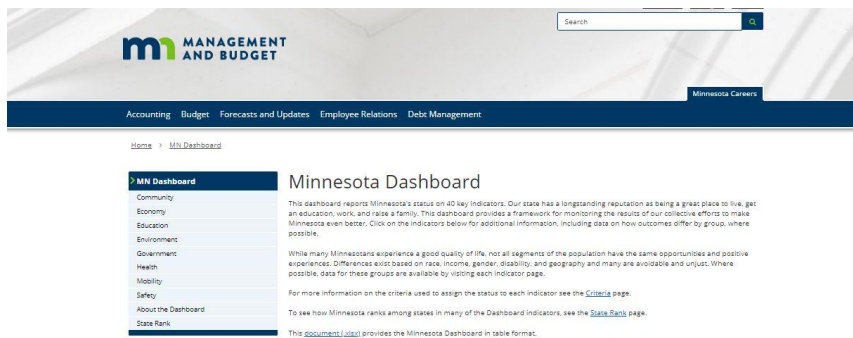 Search
MANAGEMENT
AND BUDGET
Minnesota Careers
Accounting Budget Forecasts and Updates Employee Relations Debt Management
Home > MN Dashboard
MN Dashboard
Community
Economy
Education
Environment
Government
Health
Mobility
Safety
About the Dashboard
State Rank
Minnesota Dashboard
This dashboard reports Minnesota's status on 40 key indicators. Our state has a longstanding reputation as being a great place to live, get
an education, work, and raise a family. This dashboard provides a framework for monitoring the results of our collective efforts to make
Minnesota even better. Click on the indicators below for additional information, including data on how outcomes differ by group, where
possible.
While many Minnesotans experience a good quality of life, not all segments of the population have the same opportunities and positive
experiences. Differences exist based on race, income, gender, disability, and geography and many are avoidable and unjust. Where
possible, data for these groups are available by visiting each indicator page.
For more information on the criteria used to assign the status to each indicator see the Criteria page.
To see how Minnesota ranks among states in many of the Dashboard indicators, see the State Rank page.
This document (.xlsx) provides the Minnesota Dashboard in table format.